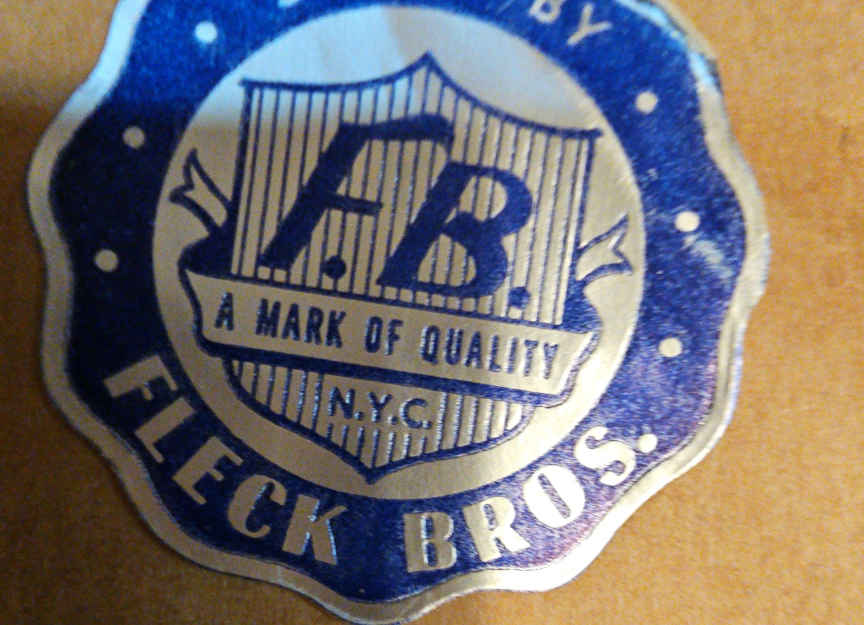 BY
F.B.
A MARK OF QUALITY
N.Y.C.
FLECK BROS.